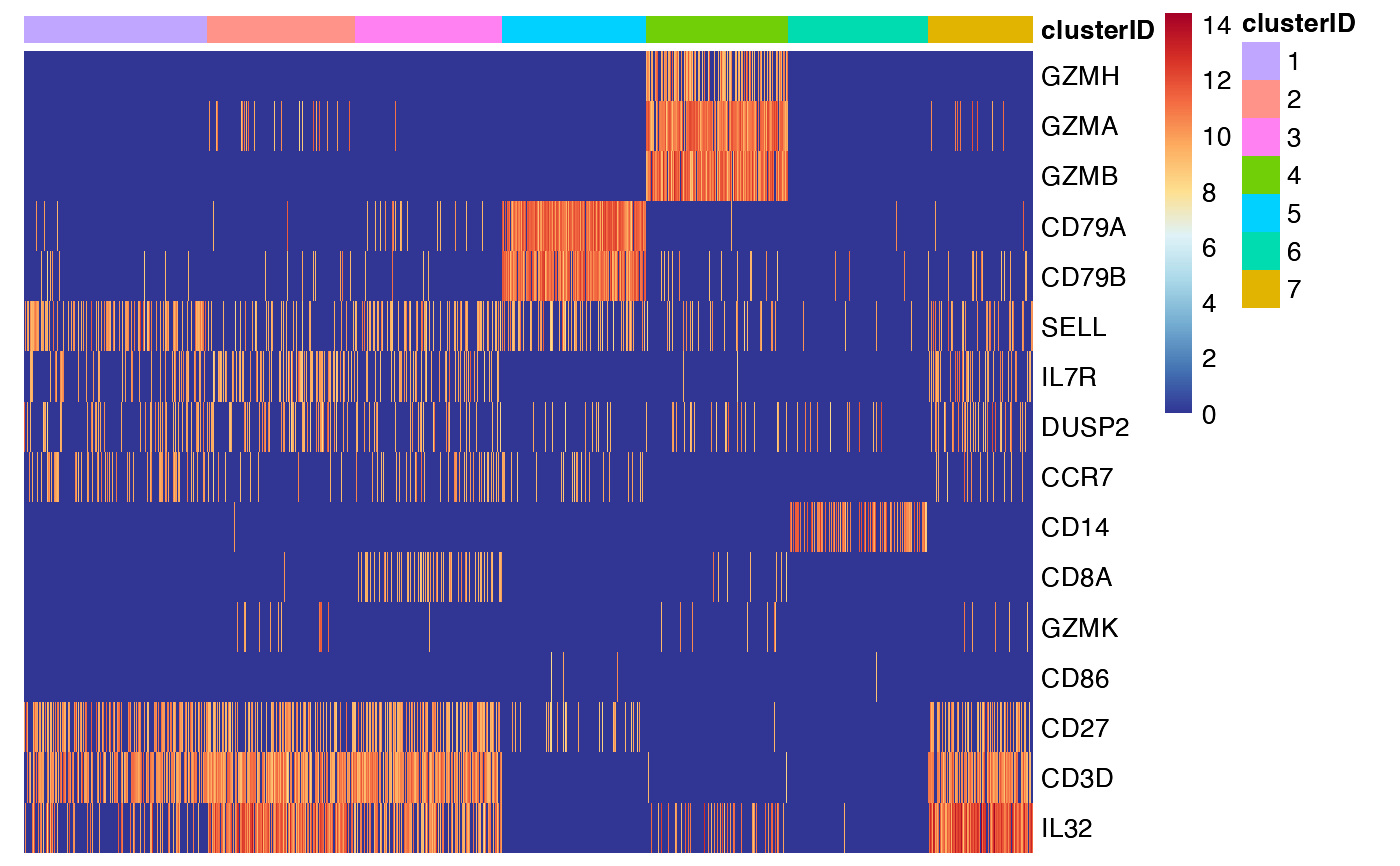 clusterID
GZMH
GZMA
GZMB
CD79A
CD79B
SELL
IL7R
DUSP2
CCR7
CD14
CD8A
GZMK
CD86
CD27
CD3D
IL32
14
12
10
8
6
4
2
0
clusterID
1
2
3
4
5
6
7